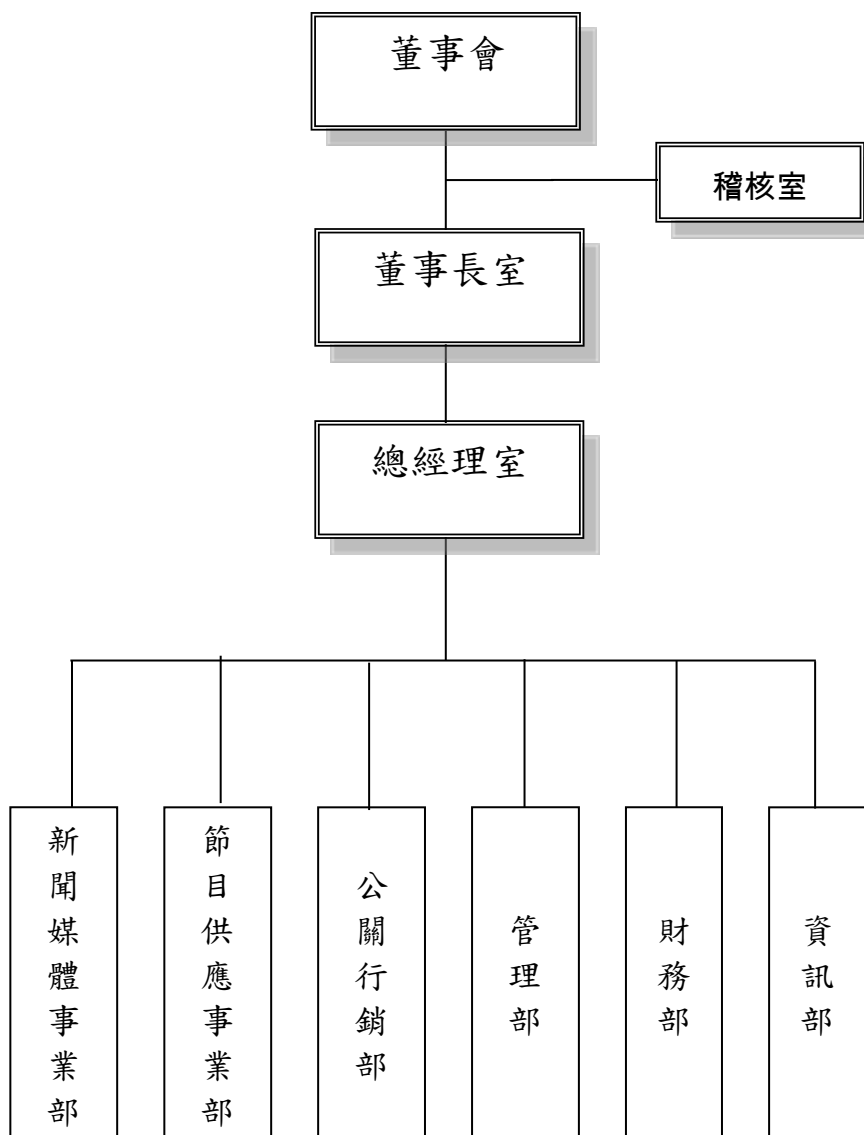 董事會
稽核室
董事長室
總經理室
新聞媒體事業部
節目供應事業部
公關行銷部
管理部
財務部
資訊部